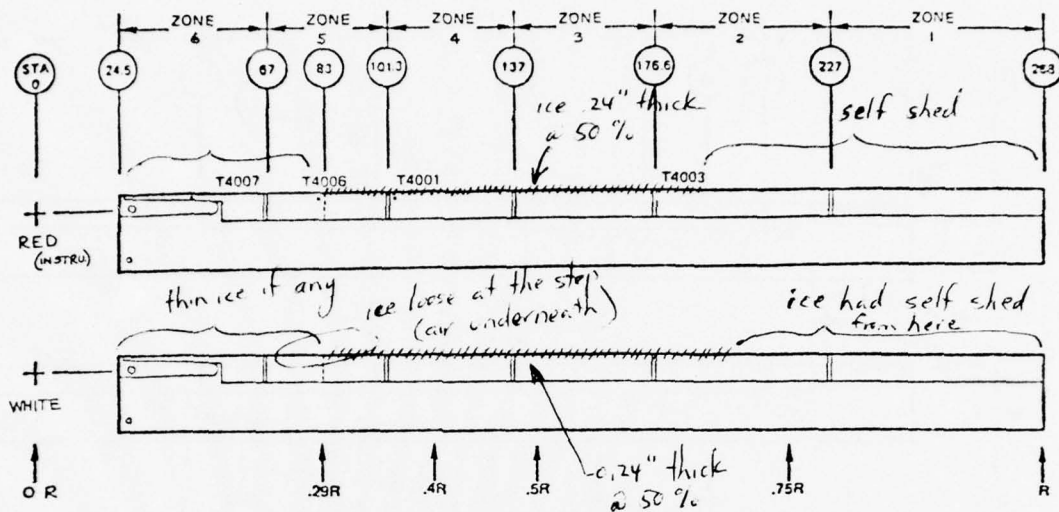 ZONE 6
ZONE 5
ZONE 4
ZONE 3
ZONE 2
ZONE 1
STA 0
24.5
67
83
101.3
137
176.6
227
288
ice .24" thick
@ 50 %
self shed
T4007
T4006
T4001
T4003
RED
(INSTRU)
thin ice if any
ice loose at the step
(air underneath)
ice had self shed
from here
WHITE
0.24" thick
@ 50 %
0 R
.29R
.4R
.5R
.75R
R